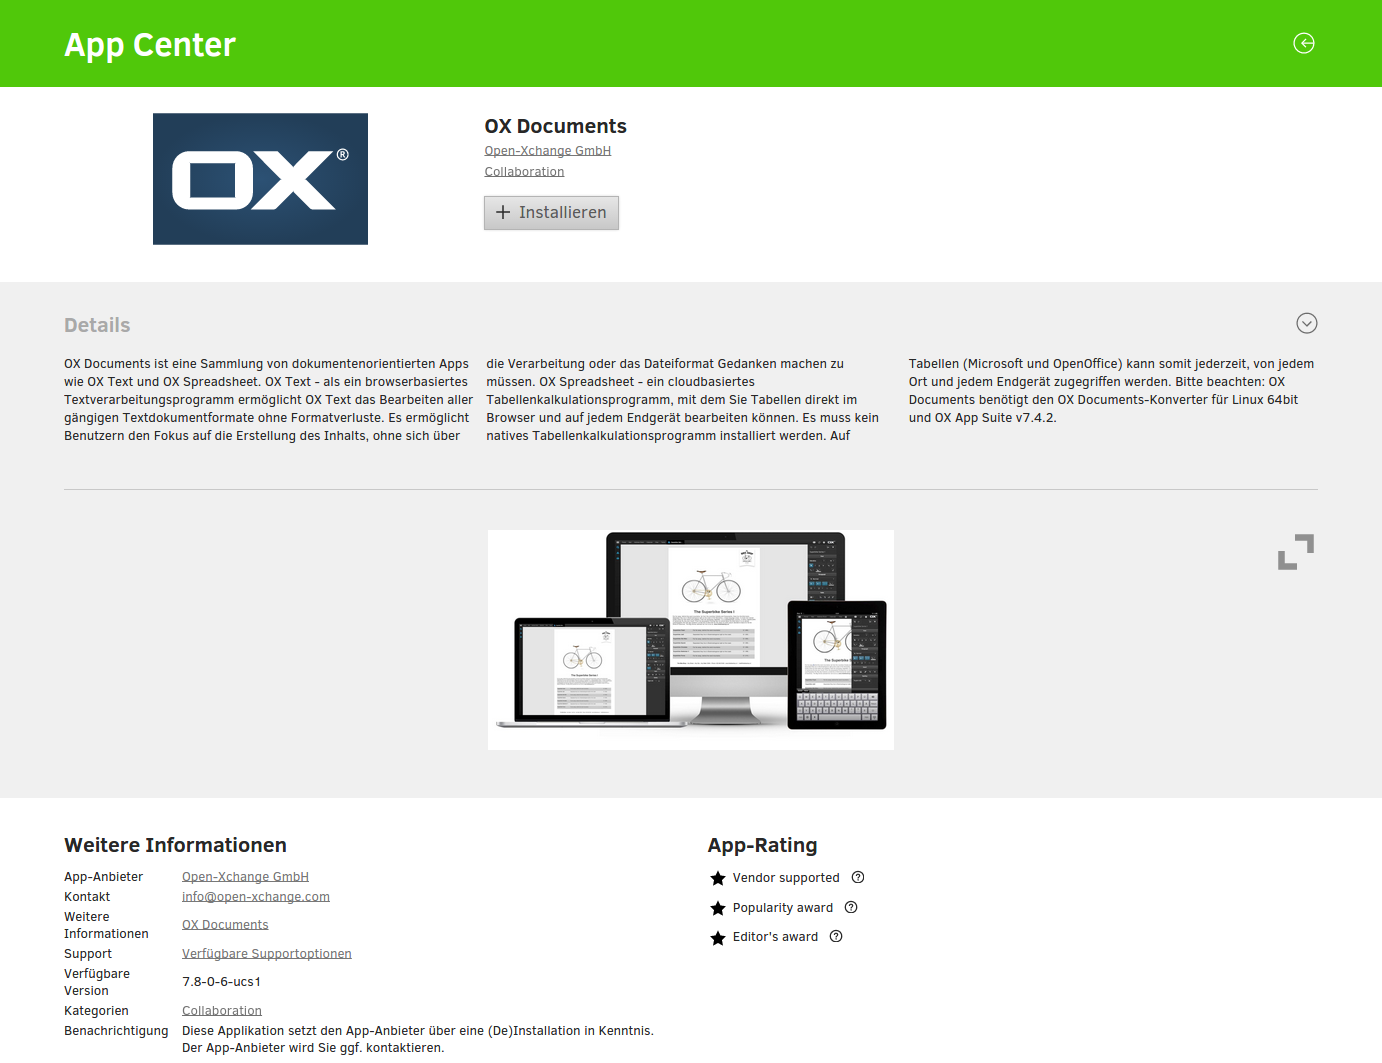 App Center
OX®
OX Documents
Open-Xchange GmbH
Collaboration
Installieren
Details
OX Documents ist eine Sammlung von dokumentenorientierten Apps
wie OX Text und OX Spreadsheet. OX Text - als ein browserbasiertes
Textverarbeitungsprogramm ermöglicht OX Text das Bearbeiten aller
gängigen Textdokumentformate ohne Formatverluste. Es ermöglicht
Benutzern den Fokus auf die Erstellung des Inhalts, ohne sich über
die Verarbeitung oder das Dateiformat Gedanken machen zu
müssen. OX Spreadsheet - ein cloudbasiertes
Tabellenkalkulationsprogramm, mit dem Sie Tabellen direkt im
Browser und auf jedem Endgerät bearbeiten können. Es muss kein
natives Tabellenkalkulationsprogramm installiert werden. Auf
Tabellen (Microsoft und OpenOffice) kann somit jederzeit, von jedem
Ort und jedem Endgerät zugegriffen werden. Bitte beachten: OX
Documents benötigt den OX Documents-Konverter für Linux 64bit
und OX App Suite v7.4.2.
The Superbike Series I
Weitere Informationen
App-Anbieter Open-Xchange GmbH
Kontakt info@open-xchange.com
Weitere
Informationen OX Documents
Support Verfügbare Supportoptionen
Verfügbare
Version 7.8-0-6-ucs1
Kategorien Collaboration
Benachrichtigung Diese Applikation setzt den App-Anbieter über eine (De)Installation in Kenntnis.
Der App-Anbieter wird Sie ggf. kontaktieren.
App-Rating
Vendor supported
Popularity award
Editor's award